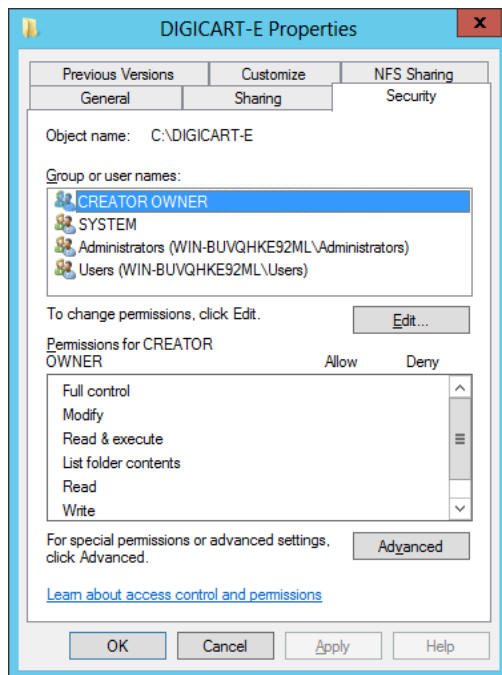 DIGICART-E Properties
x
Previous Versions Customize NFS Sharing
General Sharing Security
Object name: C:\DIGICART-E
Group or user names:
CREATOR OWNER
SYSTEM
Administrators (WIN-BUVQHKE92ML\Administrators)
Users (WIN-BUVQHKE92ML\Users)
To change permissions, click Edit.
Edit...
Permissions for CREATOR
OWNER Allow Deny
Full control
Modify
Read & execute
List folder contents
Read
Write
For special permissions or advanced settings,
click Advanced.
Advanced
Learn about access control and permissions
OK Cancel Apply Help